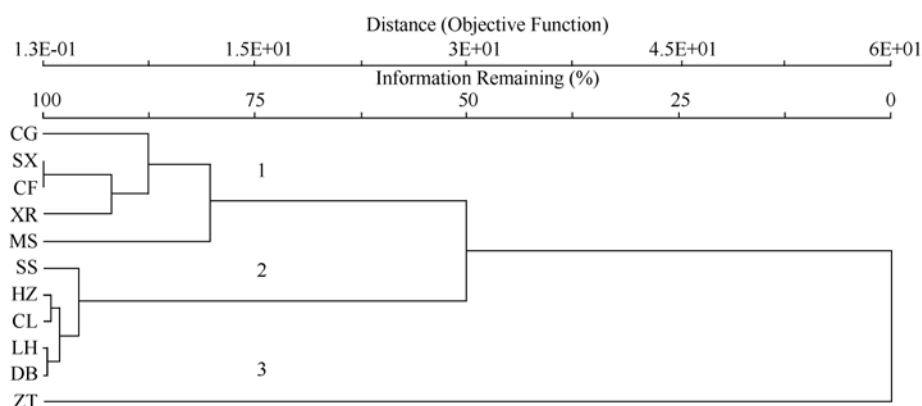 Distance (Objective Function)
1.3E-01 1.5E+01 3E+01 4.5E+01 6E+01
Information Remaining (%)
100 75 50 25 0
CG
SX 1
CF
XR
MS
SS 2
HZ
CL
LH
DB 3
ZT